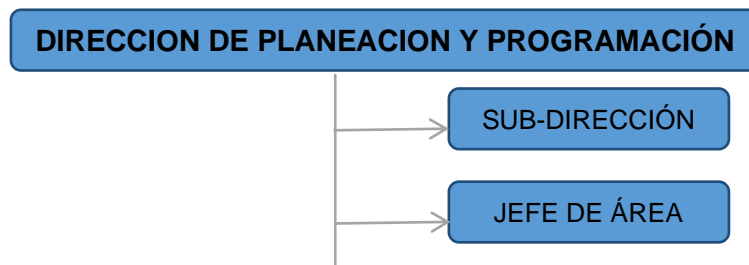 DIRECCION DE PLANEACION Y PROGRAMACIÓN
SUB-DIRECCIÓN
JEFE DE ÁREA